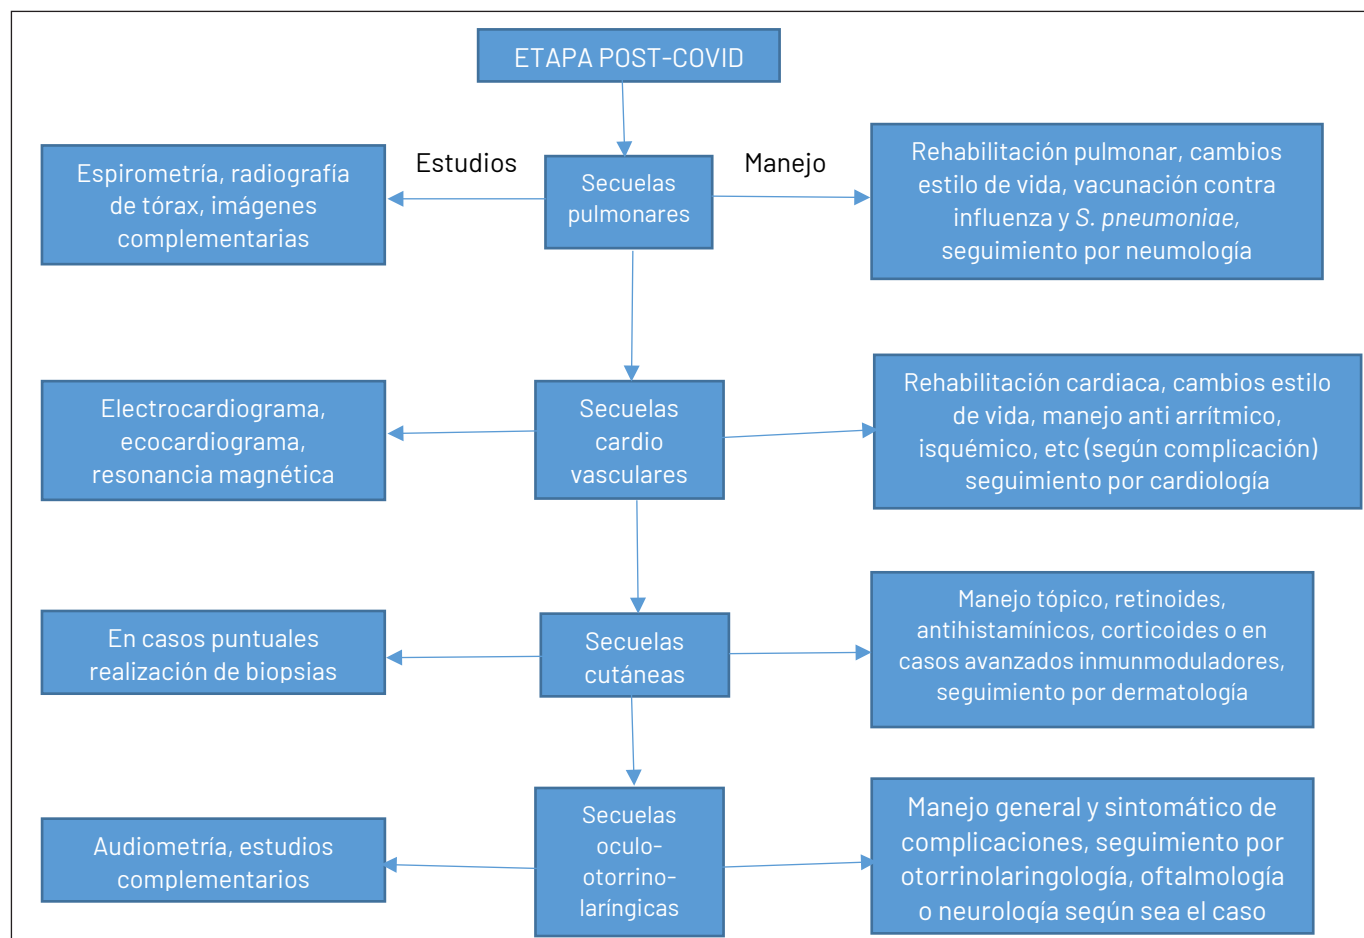 ETAPA POST-COVID
Espirometría, radiografía
de tórax, imágenes
complementarias
Estudios
Secuelas
pulmonares
Manejo
Rehabilitación pulmonar, cambios
estilo de vida, vacunación contra
influenza y S. pneumoniae,
seguimiento por neumología
Electrocardiograma,
ecocardiograma,
resonancia magnética
Secuelas
cardio
vasculares
Rehabilitación cardiaca, cambios estilo
de vida, manejo anti arrítmico,
isquémico, etc (según complicación)
seguimiento por cardiología
En casos puntuales
realización de biopsias
Secuelas
cutáneas
Manejo tópico, retinoides,
antihistamínicos, corticoides o en
casos avanzados inmunmoduladores,
seguimiento por dermatología
Audiometría, estudios
complementarios
Secuelas
oculo-
otorrino-
laríngicas
Manejo general y sintomático de
complicaciones, seguimiento por
otorrinolaringología, oftalmología
o neurología según sea el caso